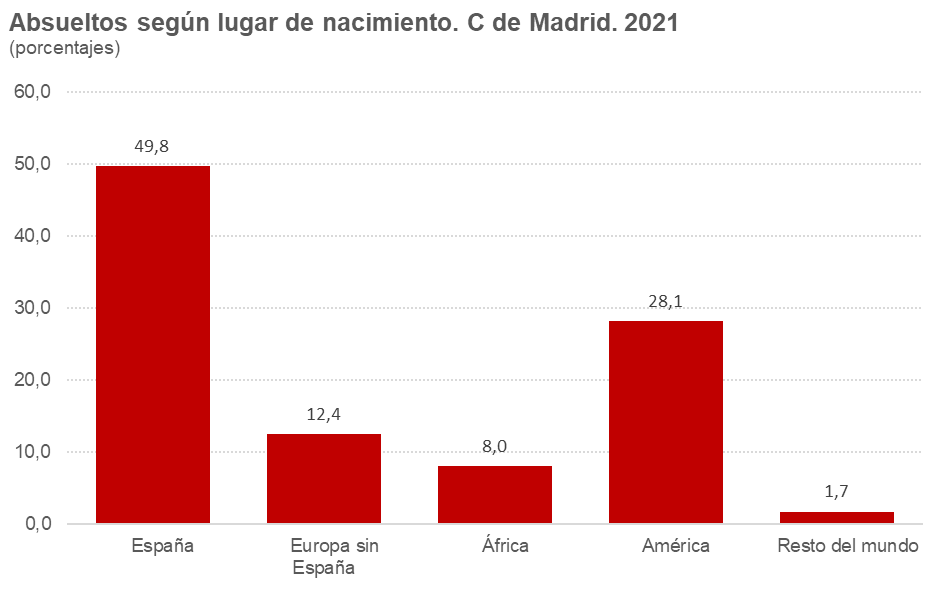 Absueltos según lugar de nacimiento. C de Madrid. 2021
(porcentajes)
60,0
50,0
40,0
30,0
20,0
10,0
0,0
49,8
12,4
8,0
28,1
1,7
España
Europa sin
España
África
América
Resto del mundo